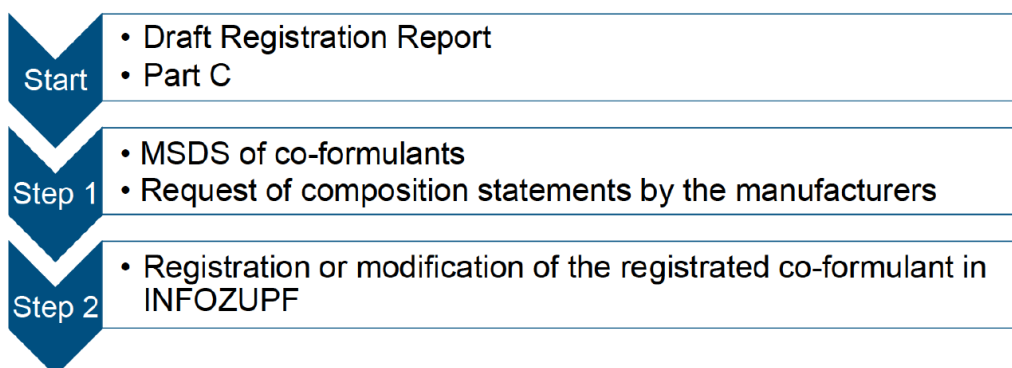 Start
• Draft Registration Report
• Part C
Step 1
• MSDS of co-formulants
• Request of composition statements by the manufacturers
Step 2
• Registration or modification of the registrated co-formulant in
INFOZUPF